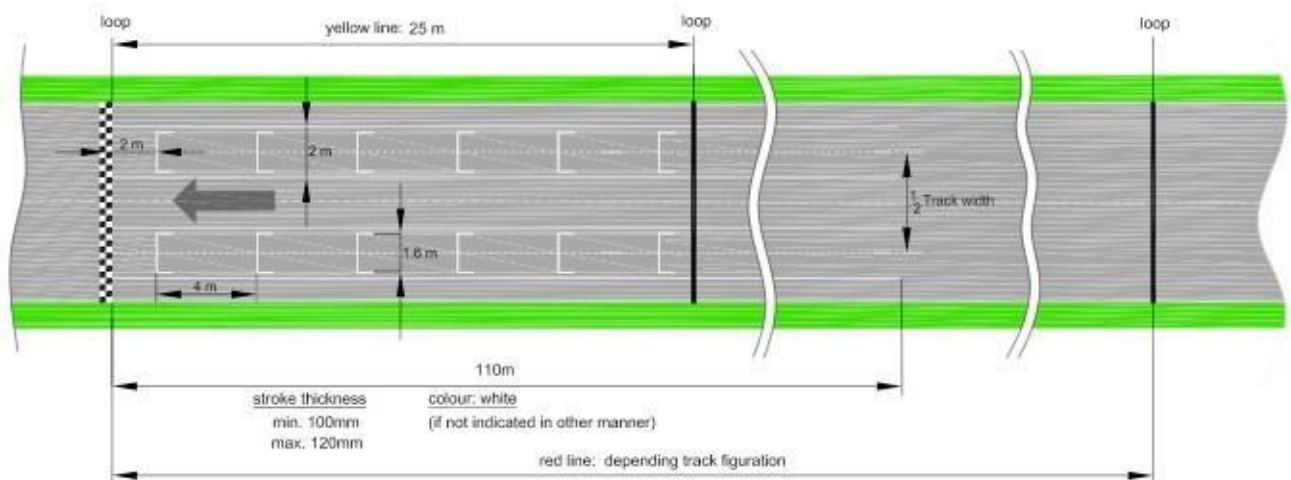 loop
yellow line: 25 m
loop
loop
2 m
2 m
1
2 Track width
1.6 m
4 m
110m
stroke thickness
colour: white
min. 100mm
(if not indicated in other manner)
max. 120mm
red line: depending track figuration